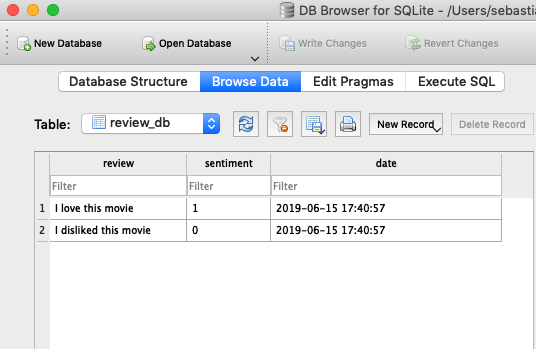 DB Browser for SQLite - /Users/sebastia
New Database Open Database Write Changes Revert Changes
Database Structure Browse Data Edit Pragmas Execute SQL
Table: review_db New Record Delete Record
review sentiment date
Filter Filter Filter
1 I love this movie 1 2019-06-15 17:40:57
2 I disliked this movie 0 2019-06-15 17:40:57